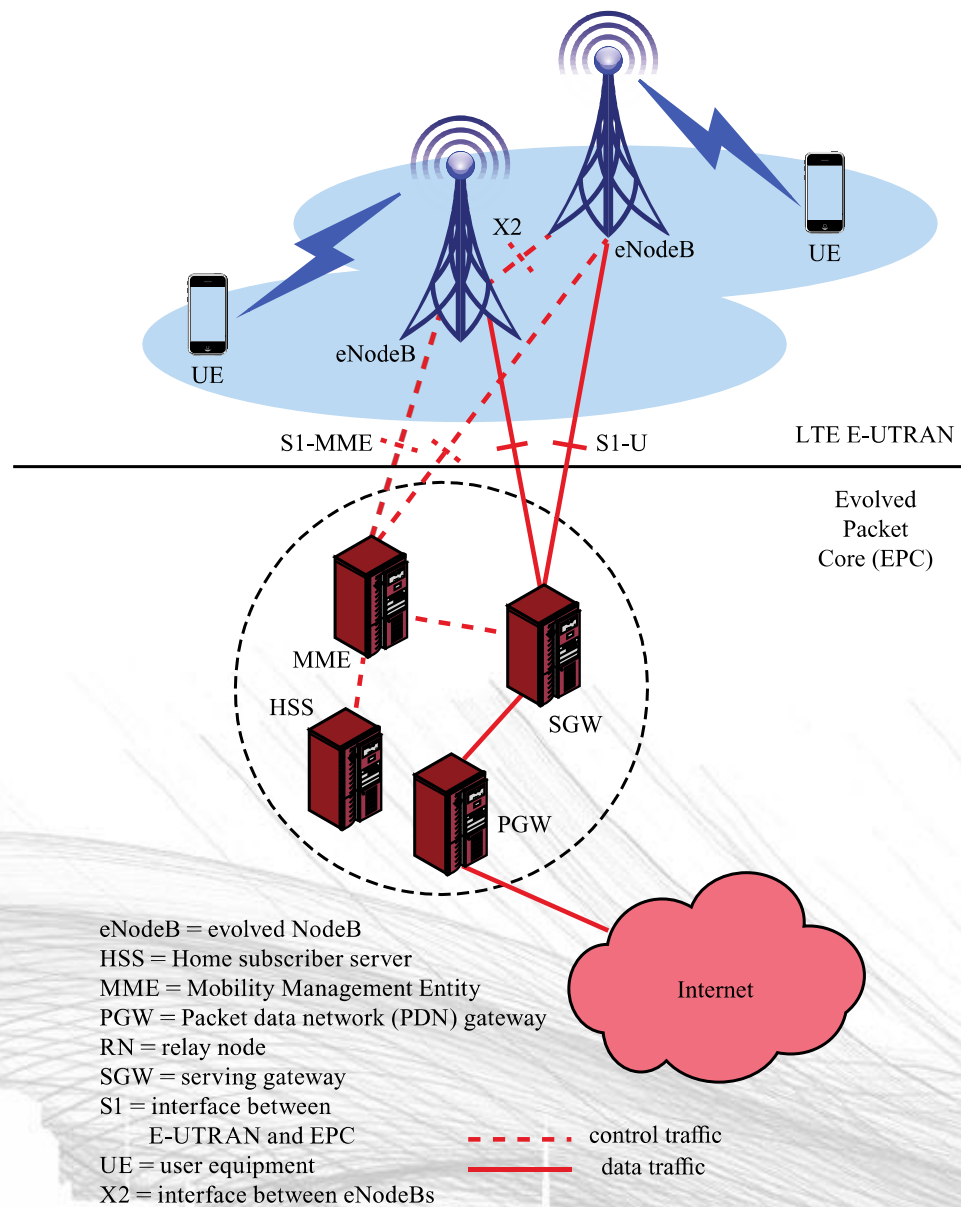 X2
eNodeB
UE
eNodeB
UE
S1-MME
S1-U
LTE E-UTRAN
Evolved
Packet
Core (EPC)
MME
HSS
SGW
PGW
Internet
eNodeB = evolved NodeB
HSS = Home subscriber server
MME = Mobility Management Entity
PGW = Packet data network (PDN) gateway
RN = relay node
SGW = serving gateway
S1 = interface between
E-UTRAN and EPC
UE = user equipment
X2 = interface between eNodeBs
control traffic
data traffic